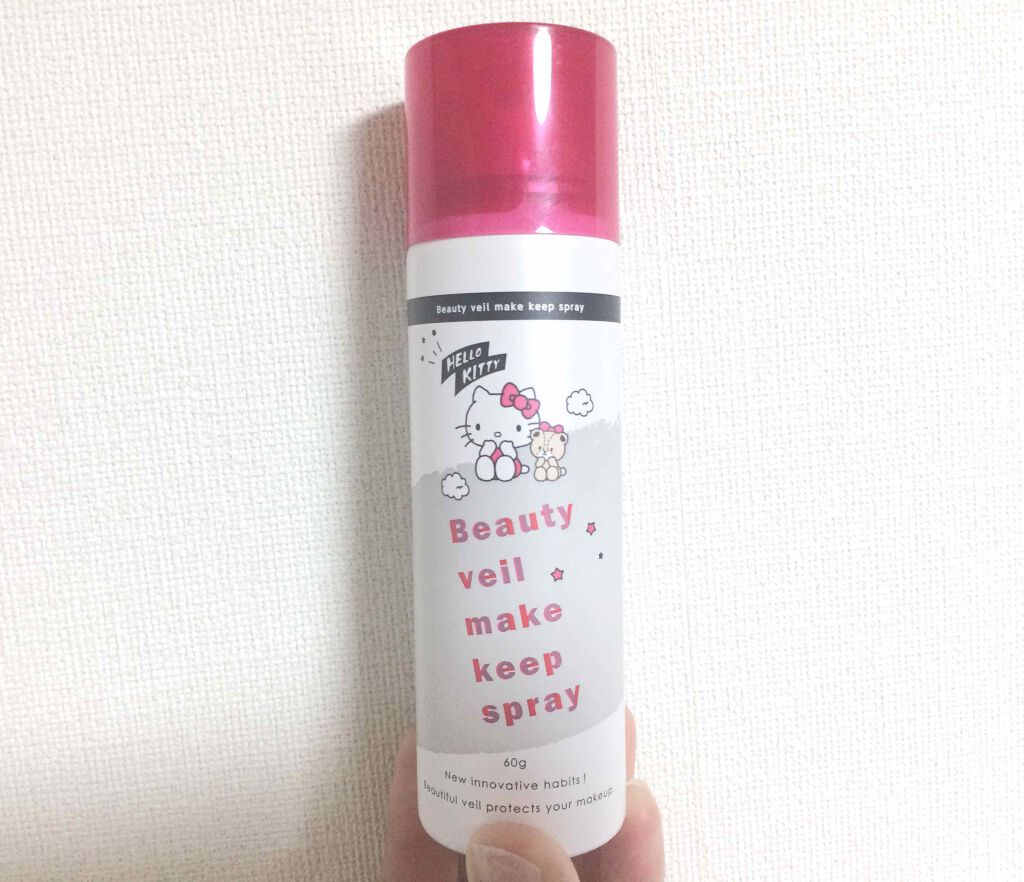 Beauty veil make keep spray
HELLO
KITTY
Beauty
veil
make
keep
spray
60g
New innovative habits!
Beautiful veil protects your makeup.